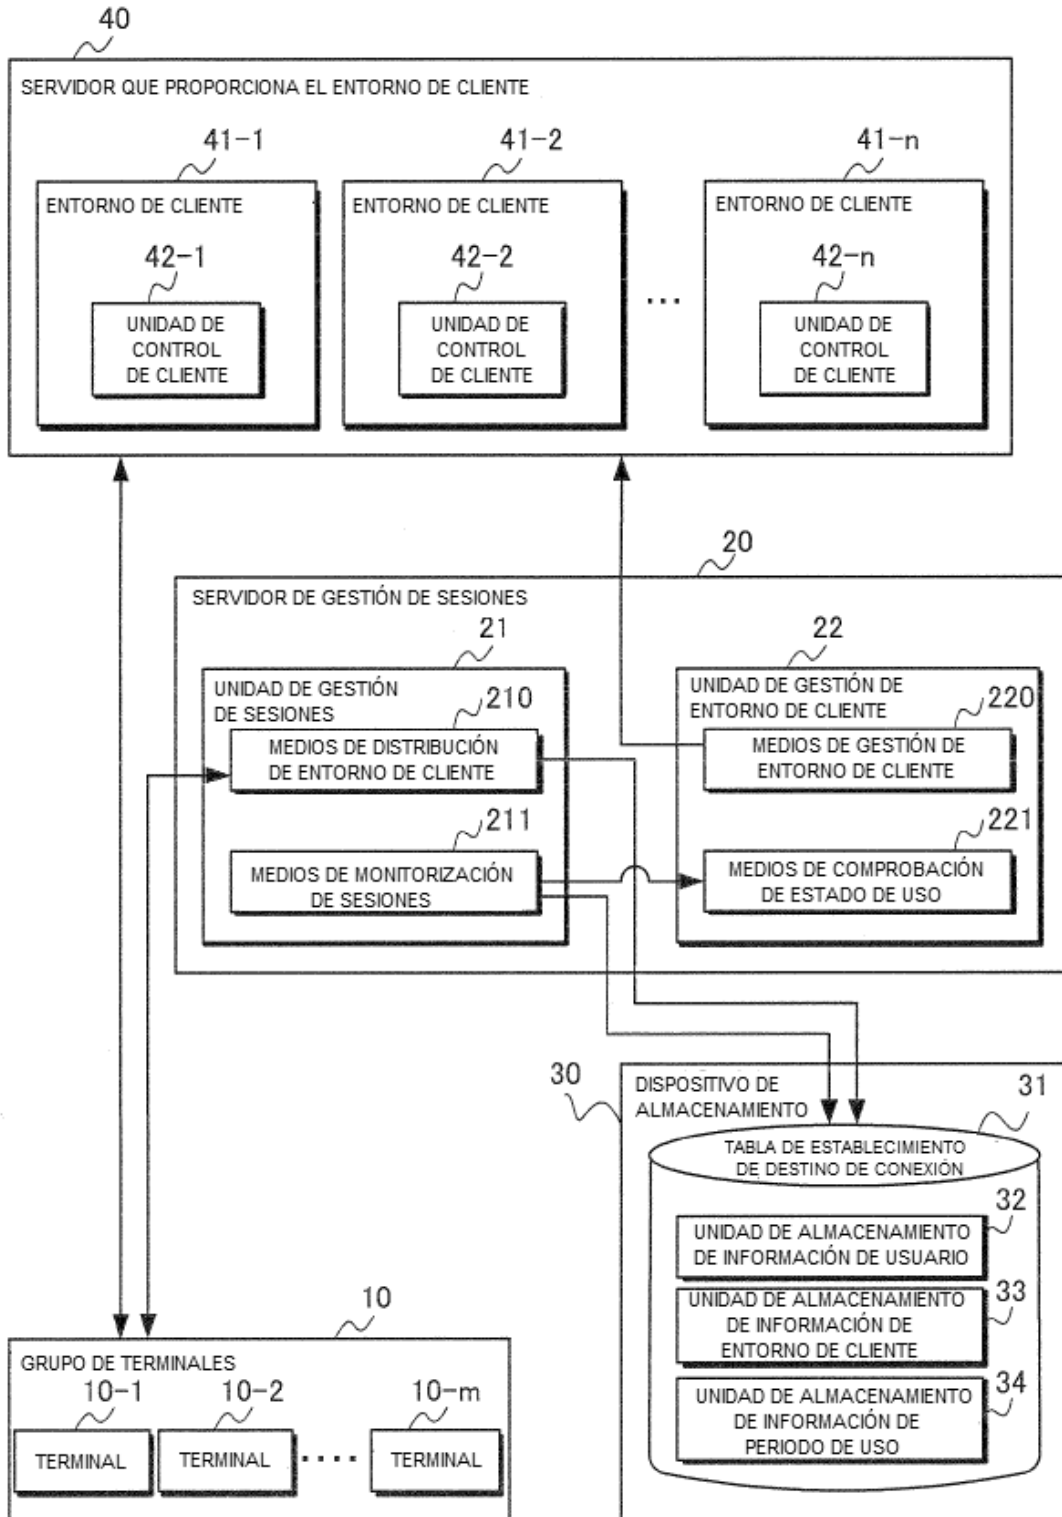 40
SERVIDOR QUE PROPORCIONA EL ENTORNO DE CLIENTE
41-1
41-2
41-n
ENTORNO DE CLIENTE
ENTORNO DE CLIENTE
ENTORNO DE CLIENTE
42-1
42-2
42-n
UNIDAD DE
CONTROL
DE CLIENTE
UNIDAD DE
CONTROL
DE CLIENTE
...
UNIDAD DE
CONTROL
DE CLIENTE
20
SERVIDOR DE GESTIÓN DE SESIONES
21
UNIDAD DE GESTIÓN
DE SESIONES
210
MEDIOS DE DISTRIBUCIÓN
DE ENTORNO DE CLIENTE
211
MEDIOS DE MONITORIZACIÓN
DE SESIONES
22
UNIDAD DE GESTIÓN DE
ENTORNO DE CLIENTE
220
MEDIOS DE GESTIÓN DE
ENTORNO DE CLIENTE
221
MEDIOS DE COMPROBACIÓN
DE ESTADO DE USO
30
DISPOSITIVO DE
ALMACENAMIENTO
31
TABLA DE ESTABLECIMIENTO
DE DESTINO DE CONEXIÓN
32
UNIDAD DE ALMACENAMIENTO
DE INFORMACIÓN DE USUARIO
33
UNIDAD DE ALMACENAMIENTO
DE INFORMACIÓN DE
ENTORNO DE CLIENTE
34
UNIDAD DE ALMACENAMIENTO
DE INFORMACIÓN DE
PERIODO DE USO
10
GRUPO DE TERMINALES
10-1
10-2
10-m
TERMINAL
TERMINAL
....
TERMINAL